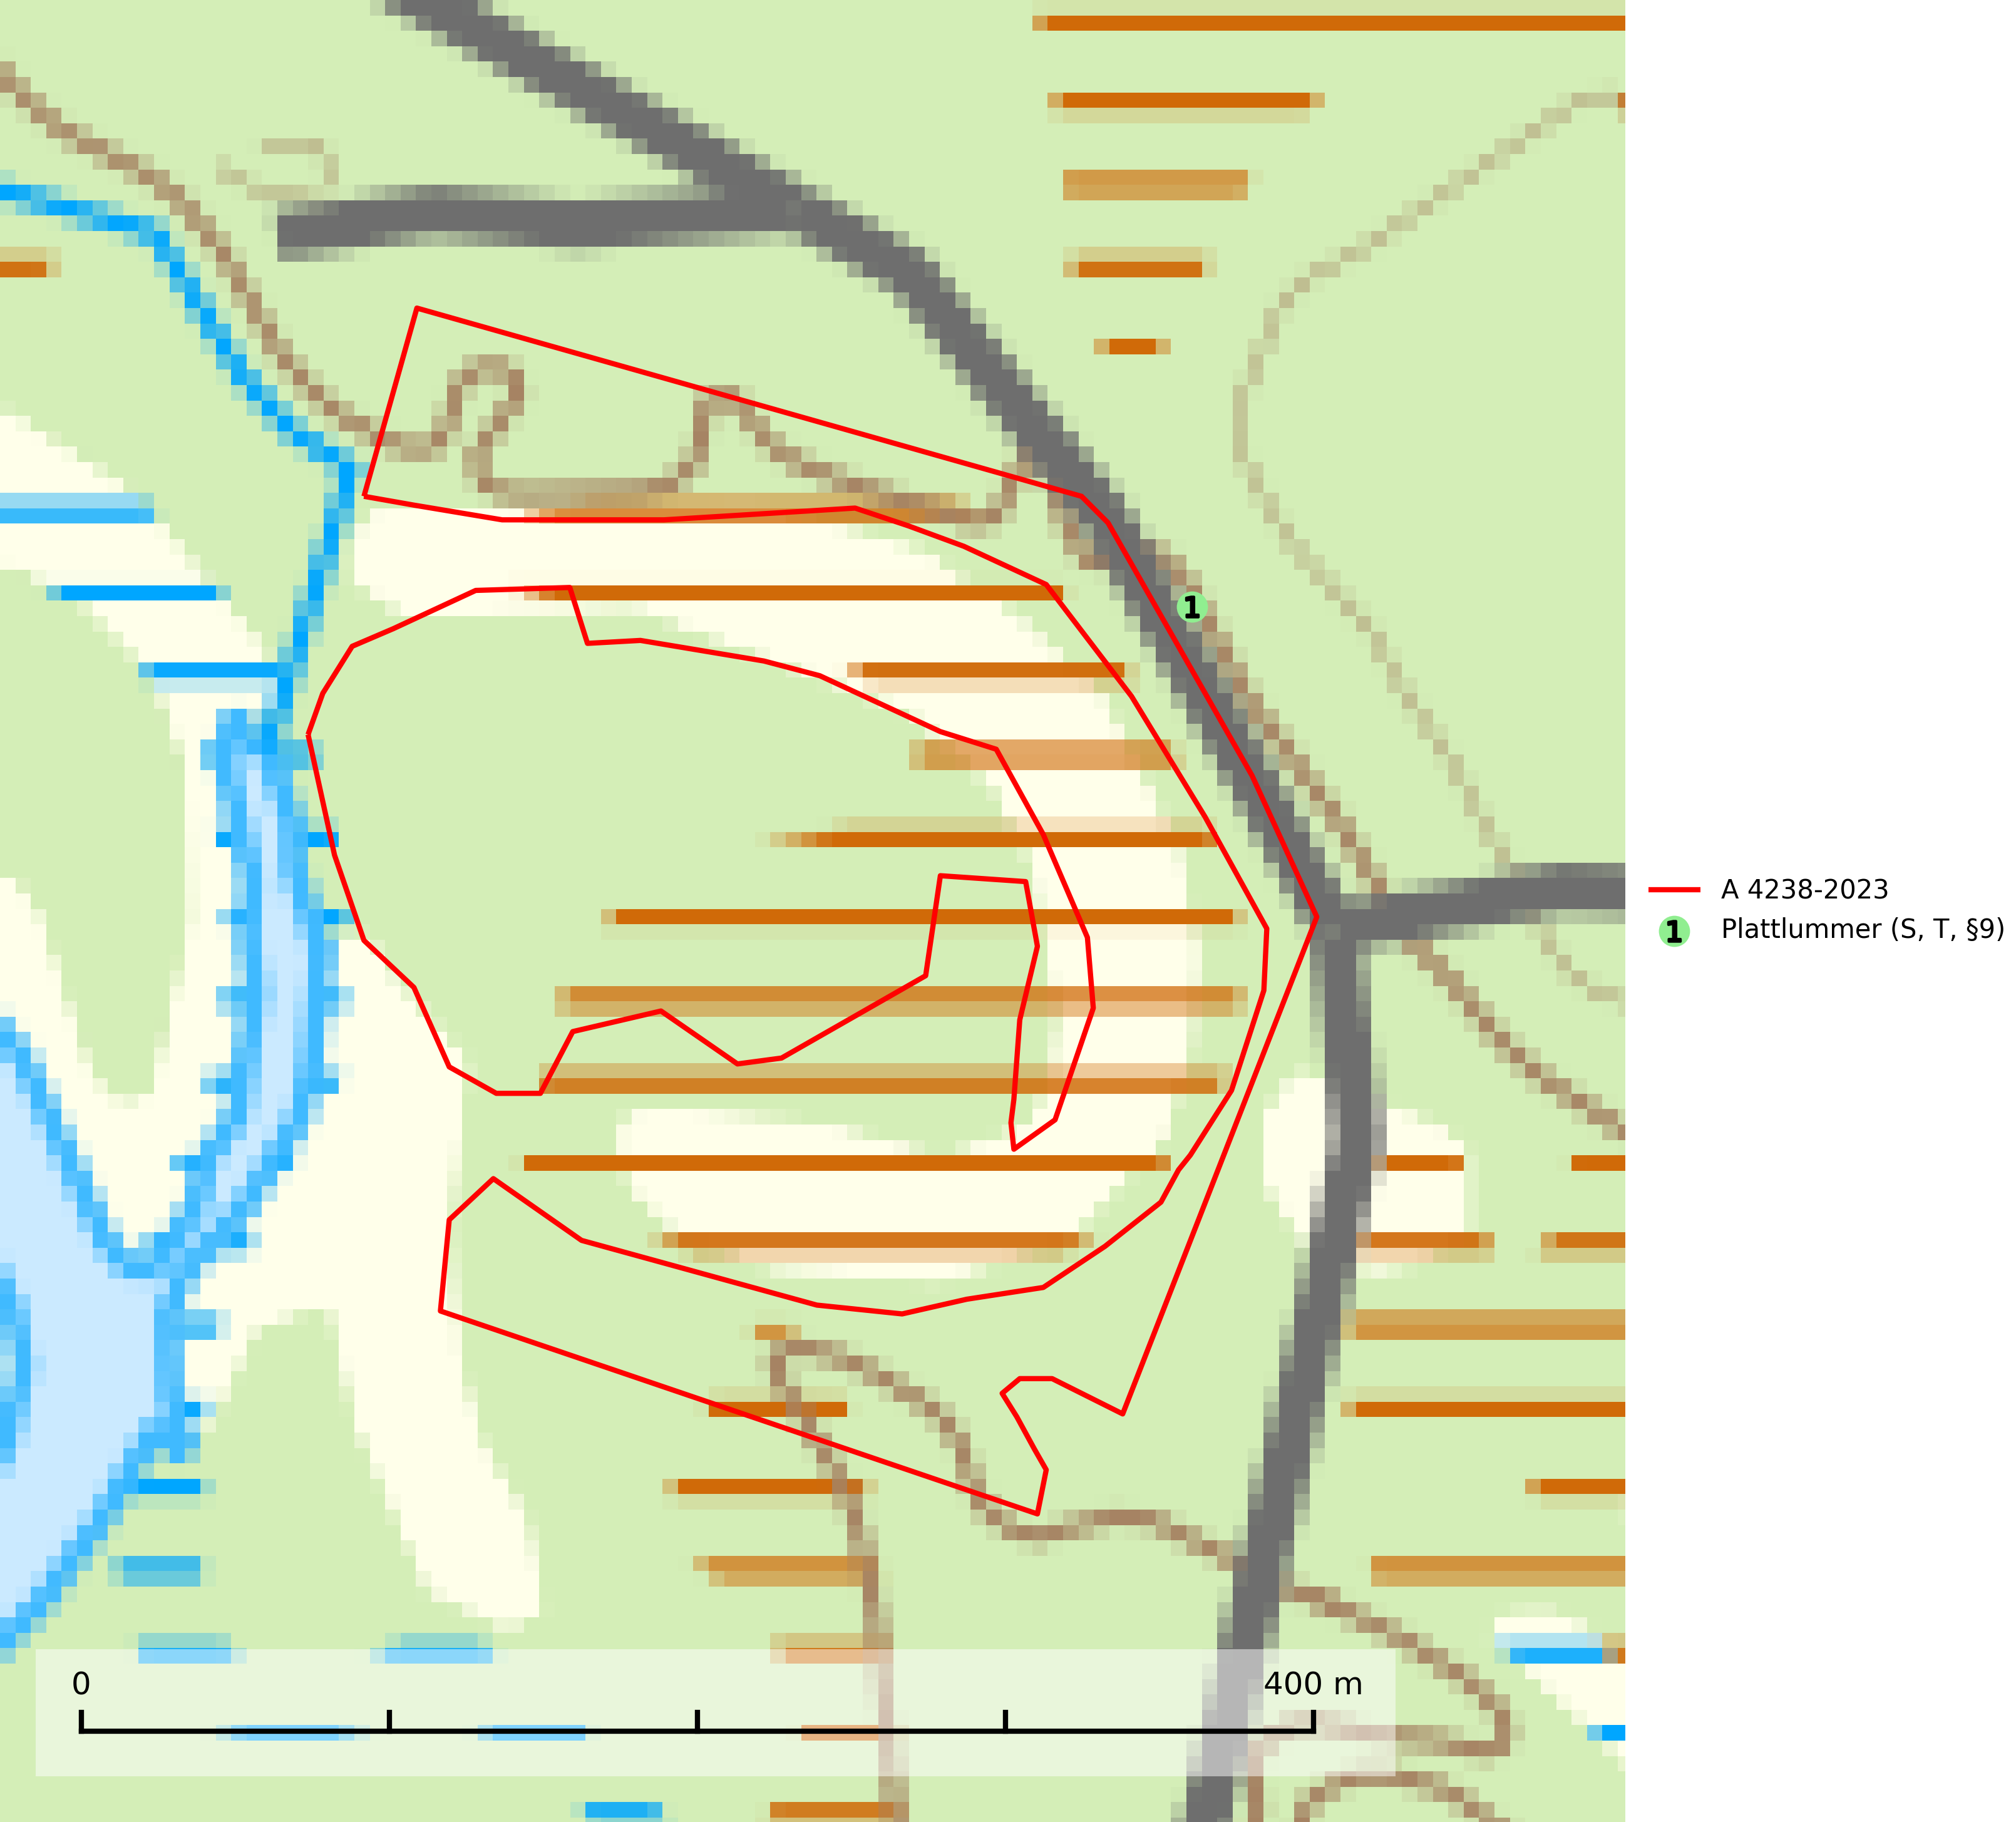 1
A 4238-2023
1 Plattlummer (S, T, §9)
0 400 m